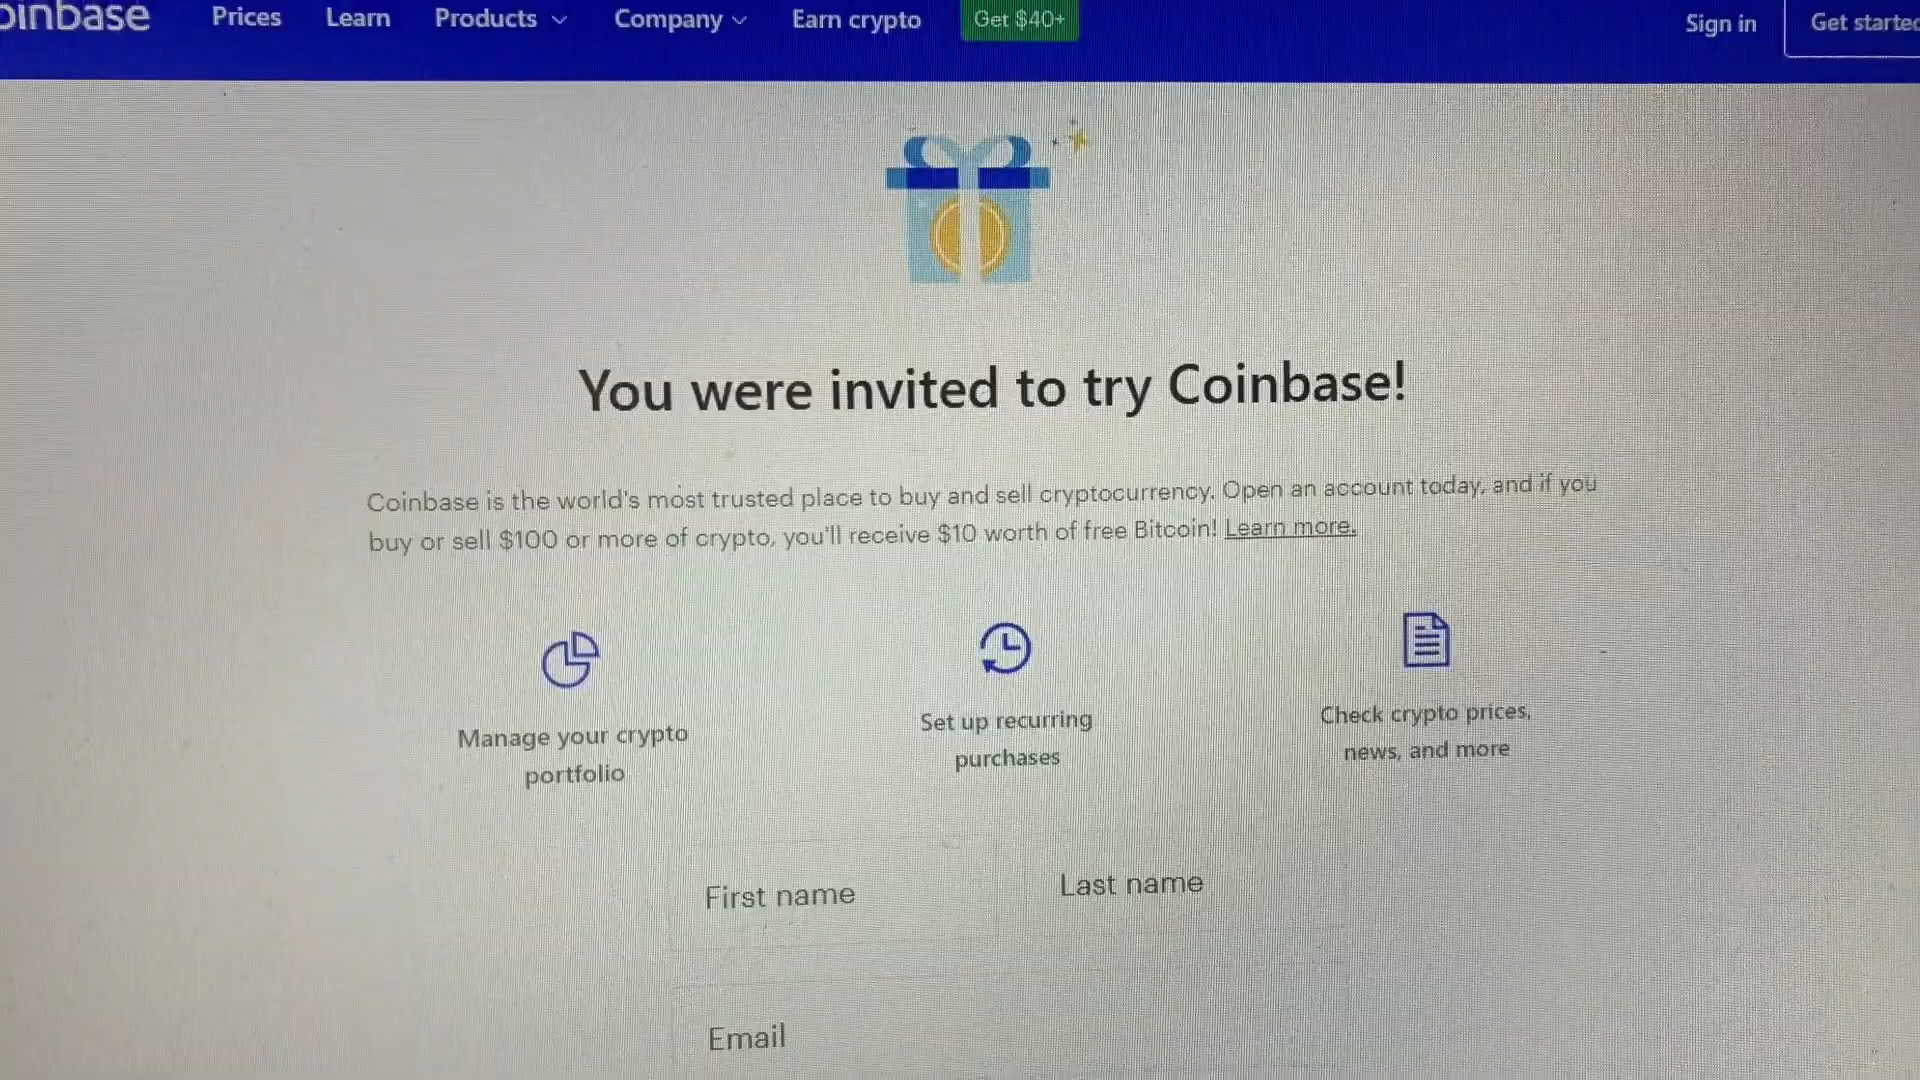 oinbase Prices Learn Products Company Earn crypto Get $40+ Sign in Get started
You were invited to try Coinbase!
Coinbase is the world's most trusted place to buy and sell cryptocurrency. Open an account today, and if you
buy or sell $100 or more of crypto, you'll receive $10 worth of free Bitcoin! Learn more.
Manage your crypto
portfolio
Set up recurring
purchases
Check crypto prices,
news, and more
First name
Last name
Email